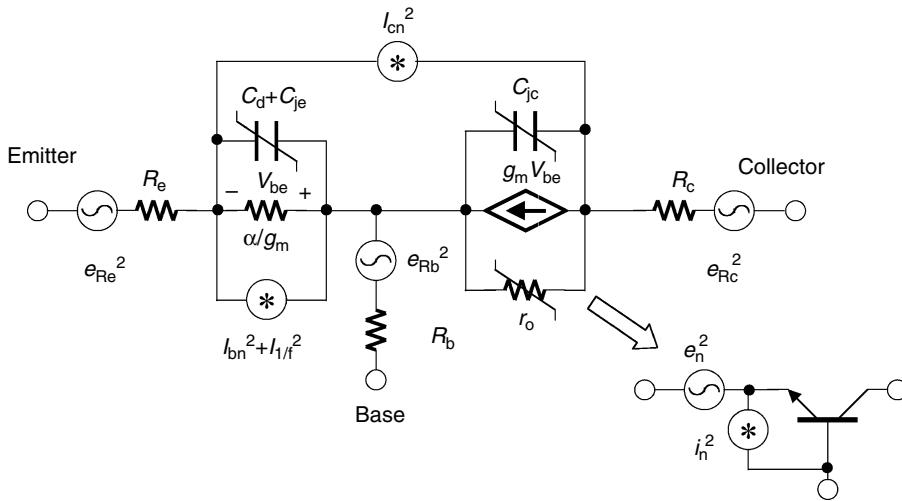 I_cn^2
C_d+C_je
C_jc
Emitter
R_e
− V_be +
g_m V_be
R_c
Collector
α/g_m
e_Re^2
e_Rb^2
e_Rc^2
r_o
I_bn^2+I_1/f^2
R_b
e_n^2
Base
i_n^2